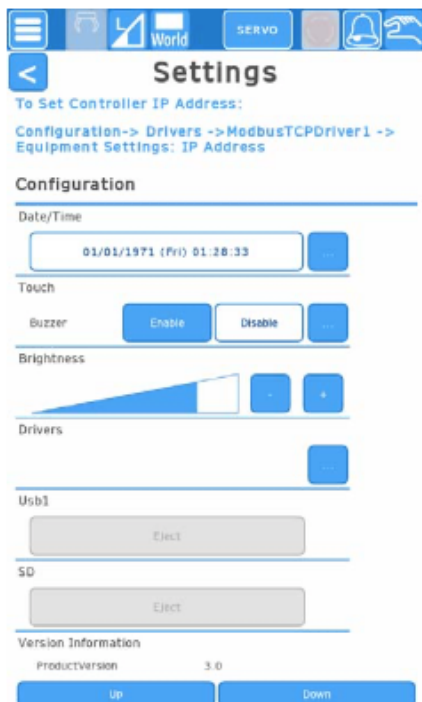 World
SERVO
<
Settings
To Set Controller IP Address:
Configuration-> Drivers ->ModbusTCPDriver1 ->
Equipment Settings: IP Address
Configuration
Date/Time
01/01/1971 (Fri) 01:28:33
...
Touch
Buzzer
Enable
Disable
...
Brightness
-
+
Drivers
...
Usb1
Eject
SD
Eject
Version Information
ProductVersion 3.0
Up
Down